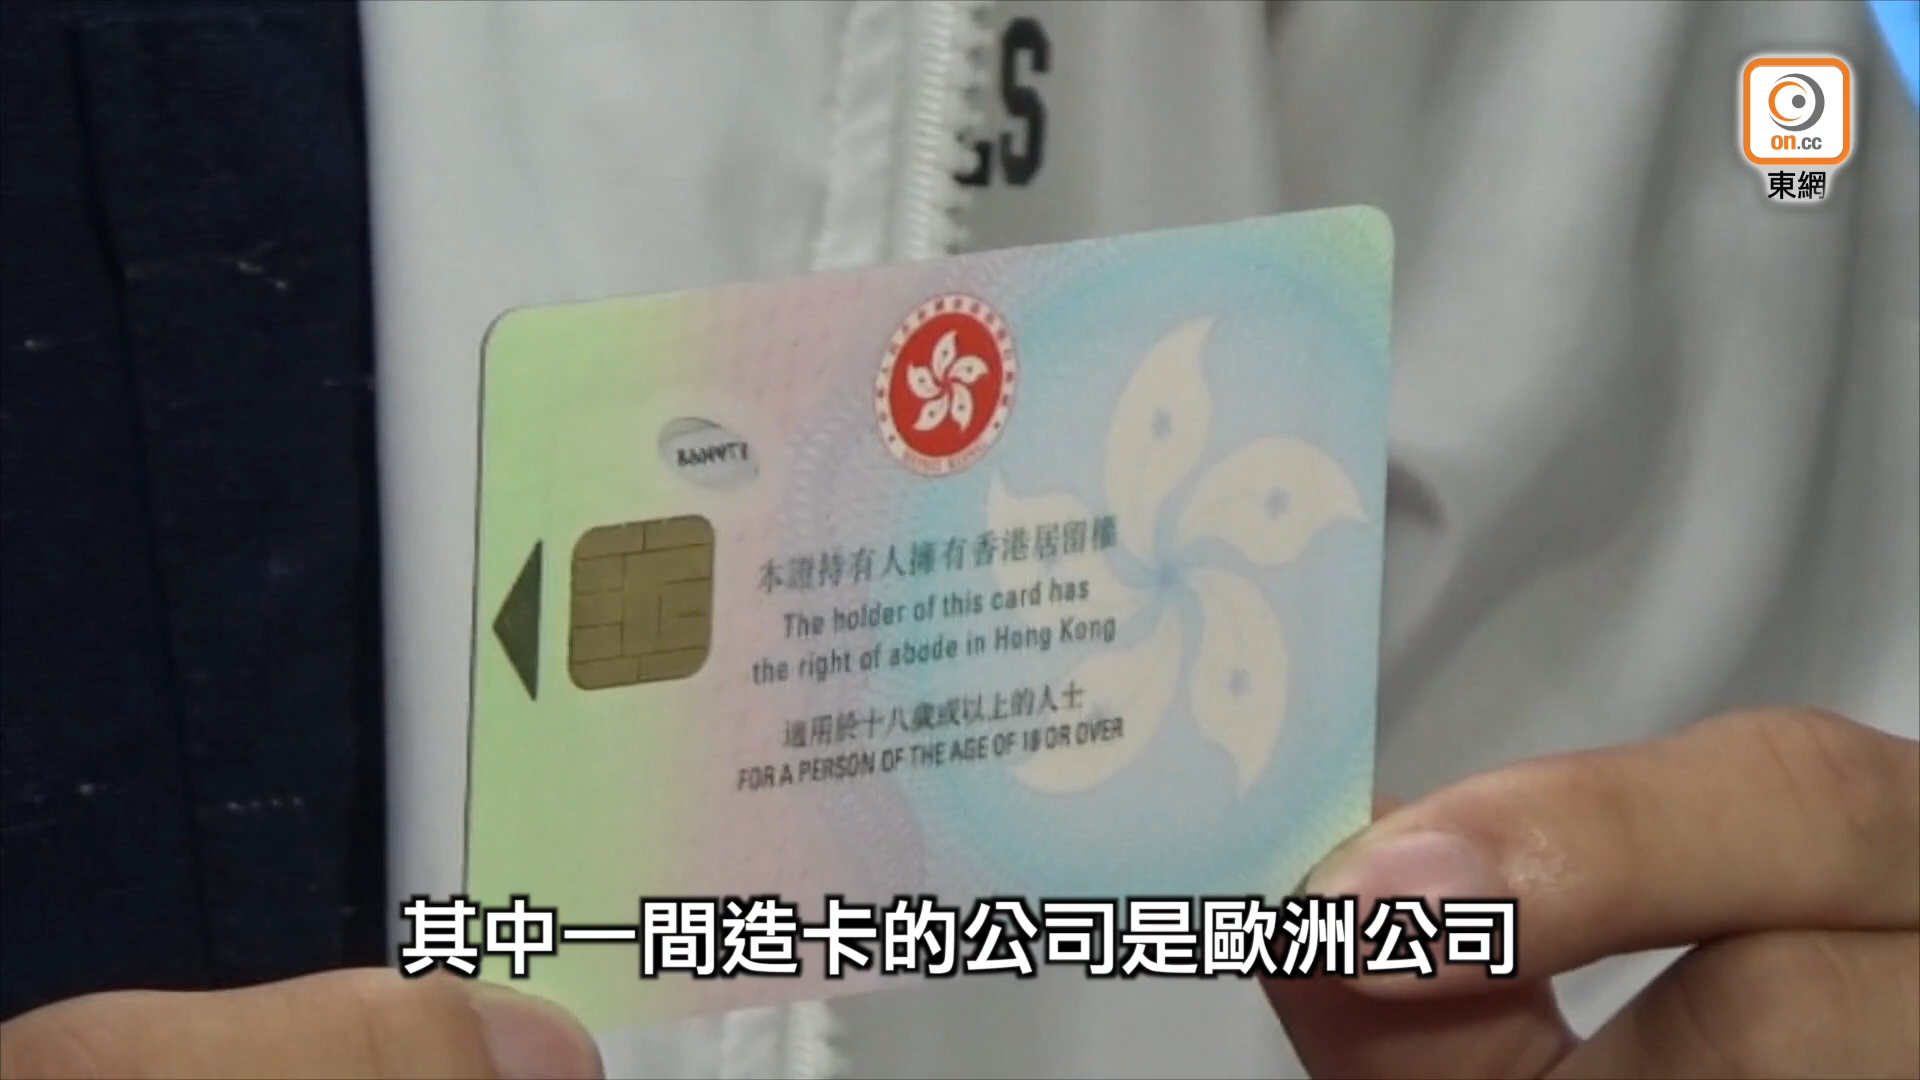 GS
on.cc
東網
HONG KONG
本證持有人擁有香港居留權
The holder of this card has
the right of abode in Hong Kong
適用於十八歲或以上的人士
FOR A PERSON OF THE AGE OF 18 OR OVER
其中一間造卡的公司是歐洲公司